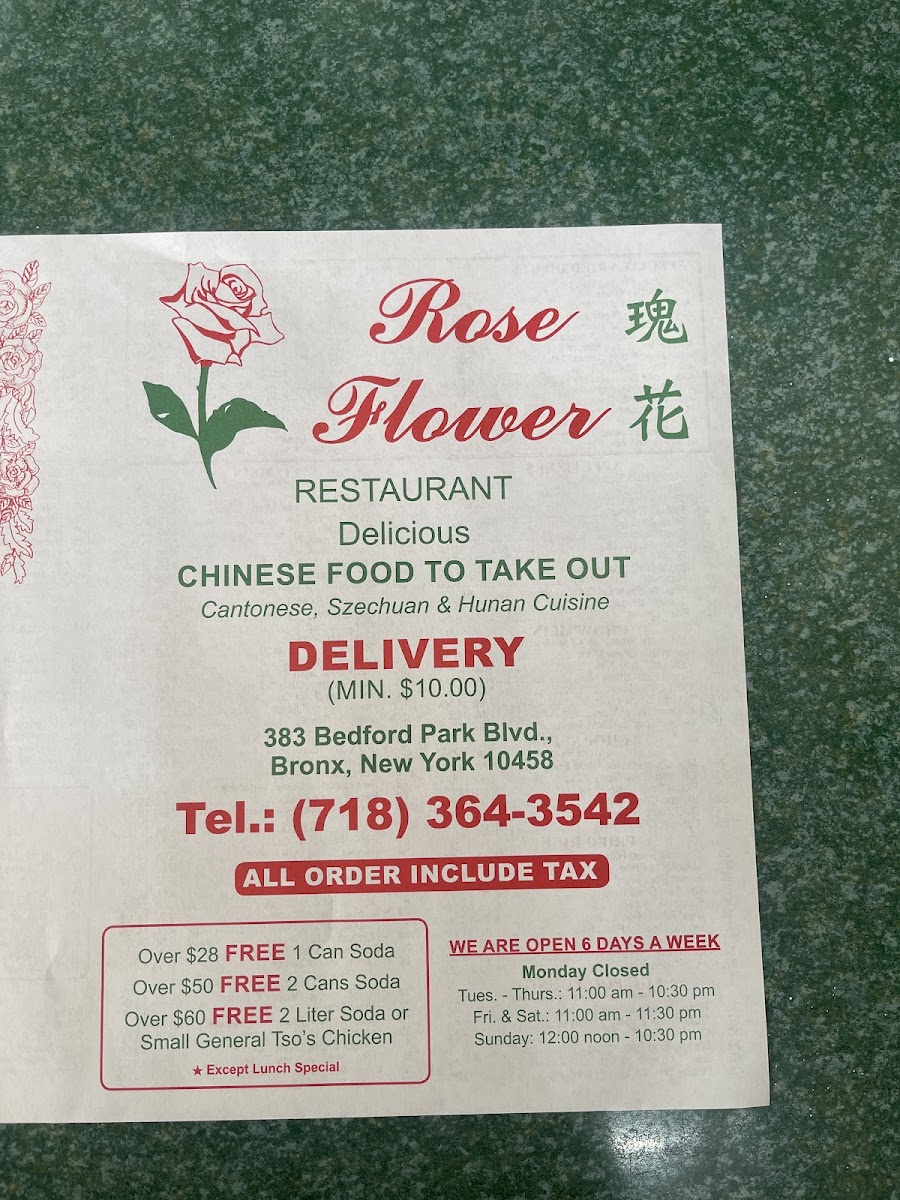 Rose 瑰
Flower 花
RESTAURANT
Delicious
CHINESE FOOD TO TAKE OUT
Cantonese, Szechuan & Hunan Cuisine
DELIVERY
(MIN. $10.00)
383 Bedford Park Blvd.,
Bronx, New York 10458
Tel.: (718) 364-3542
ALL ORDER INCLUDE TAX
Over $28 FREE 1 Can Soda
Over $50 FREE 2 Cans Soda
Over $60 FREE 2 Liter Soda or
Small General Tso's Chicken
★ Except Lunch Special
WE ARE OPEN 6 DAYS A WEEK
Monday Closed
Tues. - Thurs.: 11:00 am - 10:30 pm
Fri. & Sat.: 11:00 am - 11:30 pm
Sunday: 12:00 noon - 10:30 pm